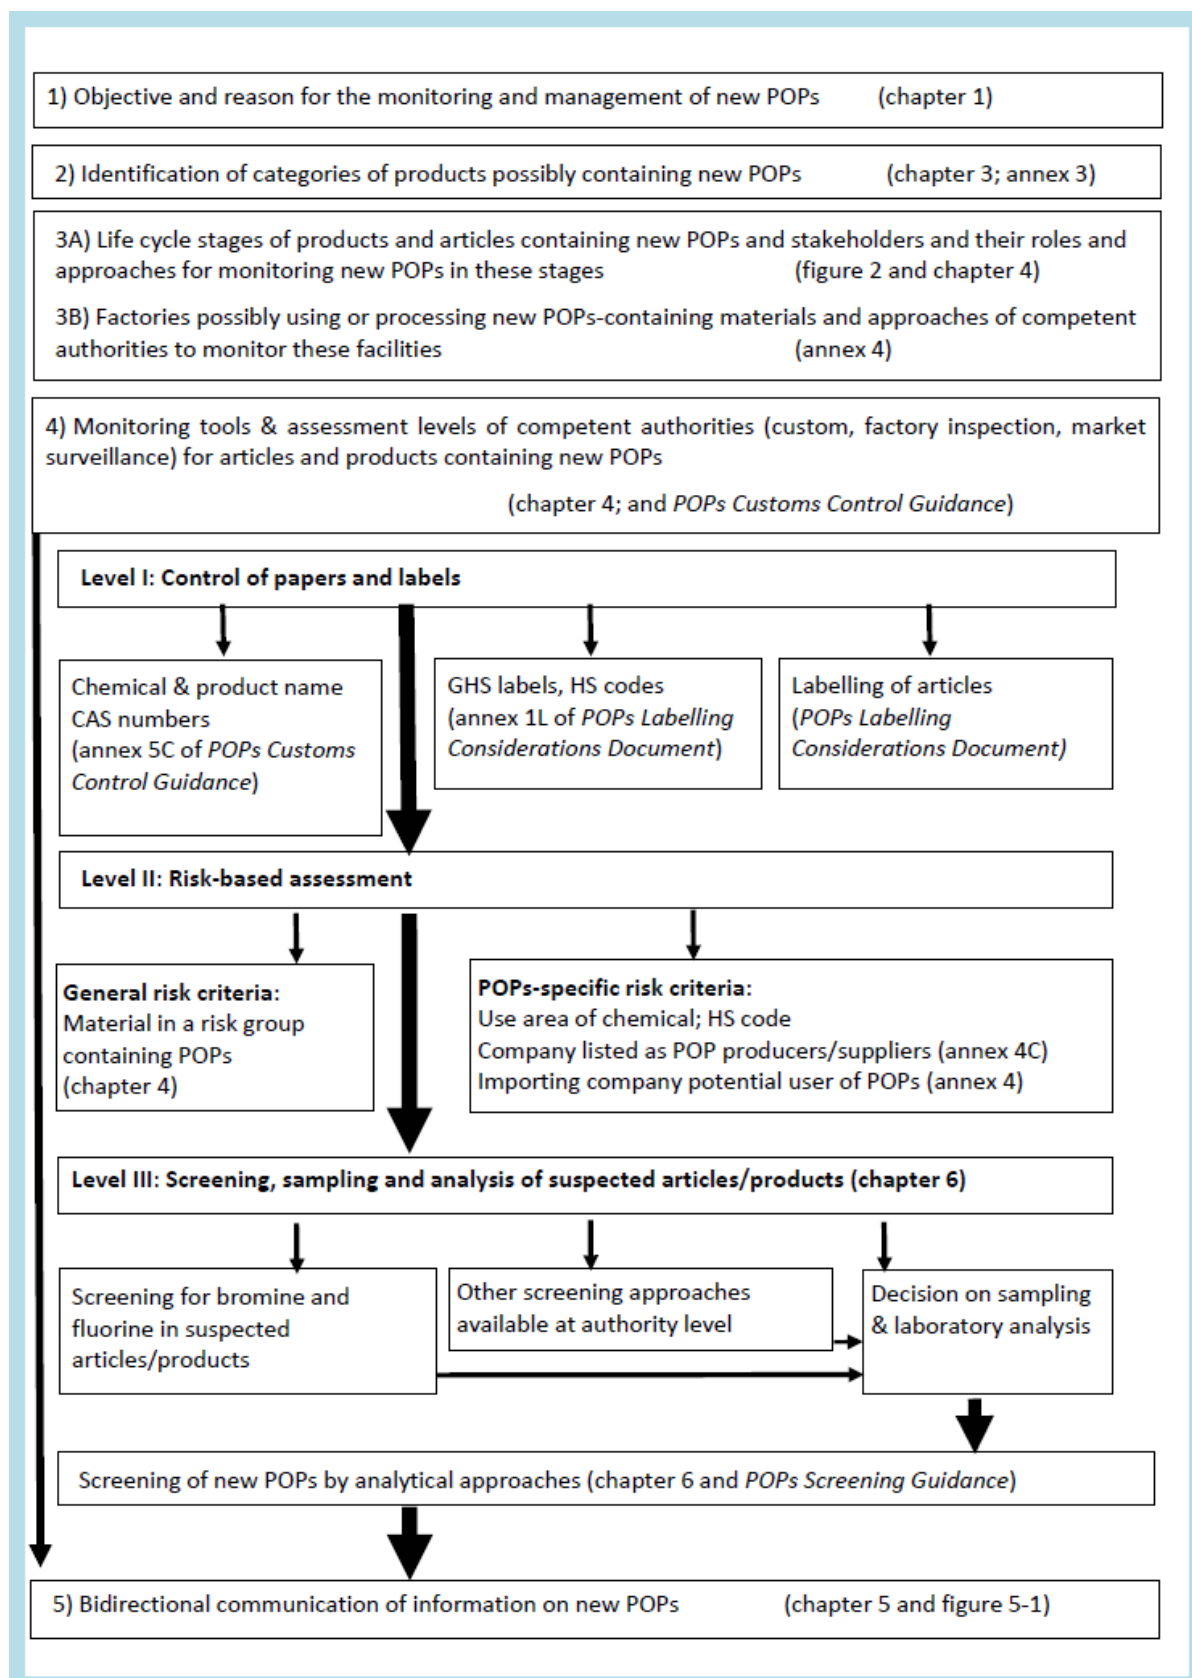 1) Objective and reason for the monitoring and management of new POPs (chapter 1)
2) Identification of categories of products possibly containing new POPs (chapter 3; annex 3)
3A) Life cycle stages of products and articles containing new POPs and stakeholders and their roles and
approaches for monitoring new POPs in these stages (figure 2 and chapter 4)
3B) Factories possibly using or processing new POPs-containing materials and approaches of competent
authorities to monitor these facilities (annex 4)
4) Monitoring tools & assessment levels of competent authorities (custom, factory inspection, market
surveillance) for articles and products containing new POPs
(chapter 4; and POPs Customs Control Guidance)
Level I: Control of papers and labels
Chemical & product name
CAS numbers
(annex 5C of POPs Customs
Control Guidance)
GHS labels, HS codes
(annex 1L of POPs Labelling
Considerations Document)
Labelling of articles
(POPs Labelling
Considerations Document)
Level II: Risk-based assessment
General risk criteria:
Material in a risk group
containing POPs
(chapter 4)
POPs-specific risk criteria:
Use area of chemical; HS code
Company listed as POP producers/suppliers (annex 4C)
Importing company potential user of POPs (annex 4)
Level III: Screening, sampling and analysis of suspected articles/products (chapter 6)
Screening for bromine and
fluorine in suspected
articles/products
Other screening approaches
available at authority level
Decision on sampling
& laboratory analysis
Screening of new POPs by analytical approaches (chapter 6 and POPs Screening Guidance)
5) Bidirectional communication of information on new POPs (chapter 5 and figure 5-1)